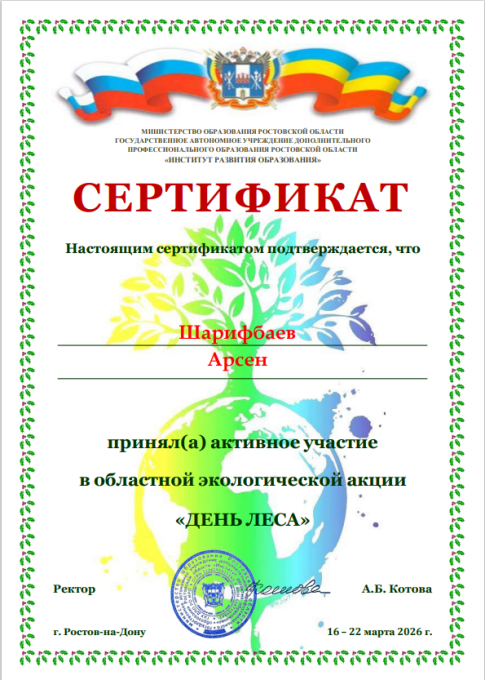 МИНИСТЕРСТВО ОБРАЗОВАНИЯ РОСТОВСКОЙ ОБЛАСТИ
ГОСУДАРСТВЕННОЕ АВТОНОМНОЕ УЧРЕЖДЕНИЕ ДОПОЛНИТЕЛЬНОГО
ПРОФЕССИОНАЛЬНОГО ОБРАЗОВАНИЯ РОСТОВСКОЙ ОБЛАСТИ
«ИНСТИТУТ РАЗВИТИЯ ОБРАЗОВАНИЯ»
СЕРТИФИКАТ
Настоящим сертификатом подтверждается, что
Шарифбаев
Арсен
принял(а) активное участие
в областной экологической акции
«ДЕНЬ ЛЕСА»
Ректор
А.Б. Котова
г. Ростов-на-Дону
16 – 22 марта 2026 г.